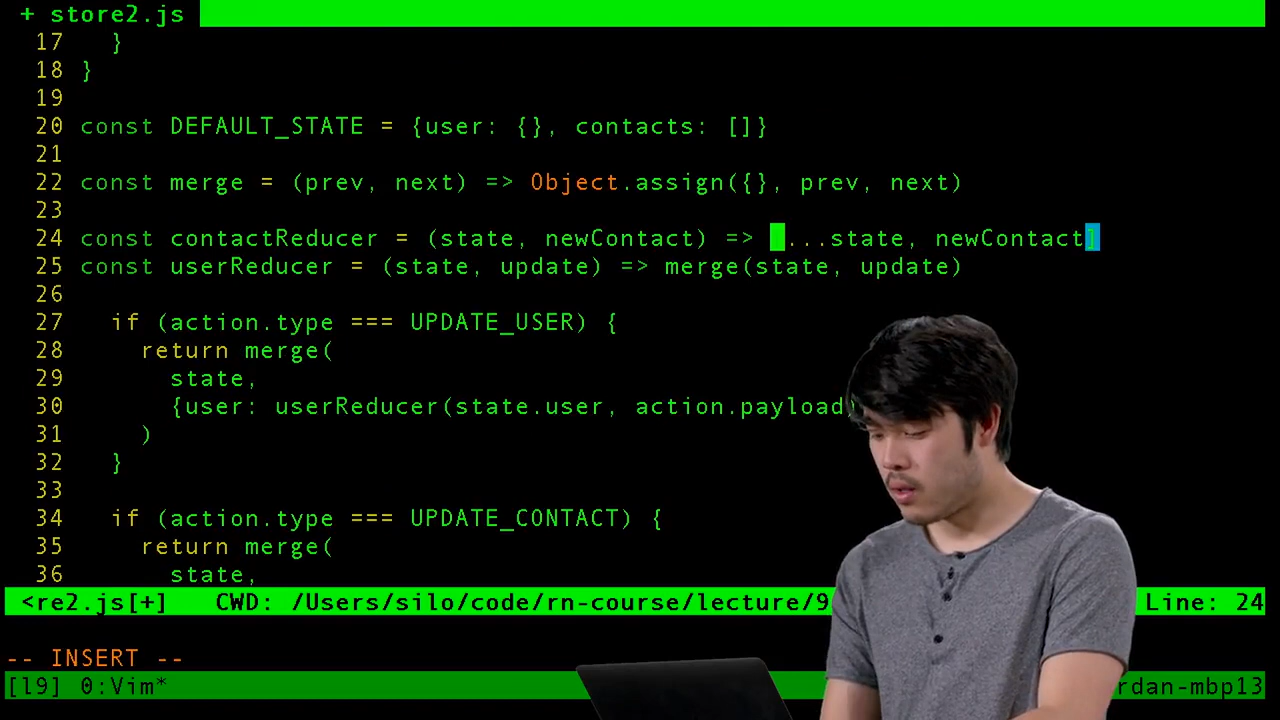 + store2.js
17 }
18 }
19
20 const DEFAULT_STATE = {user: {}, contacts: []}
21
22 const merge = (prev, next) => Object.assign({}, prev, next)
23
24 const contactReducer = (state, newContact) => [...state, newContact]
25 const userReducer = (state, update) => merge(state, update)
26
27 if (action.type === UPDATE_USER) {
28 return merge(
29 state,
30 {user: userReducer(state.user, action.payload)
31 )
32 }
33
34 if (action.type === UPDATE_CONTACT) {
35 return merge(
36 state,
<re2.js[+] CWD: /Users/silo/code/rn-course/lecture/9 Line: 24
-- INSERT --
[l9] 0:Vim* rdan-mbp13